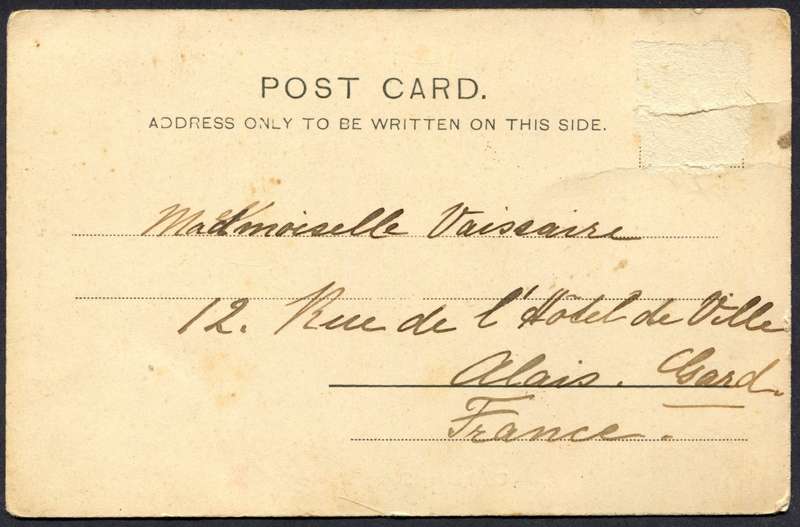 POST CARD.
ADDRESS ONLY TO BE WRITTEN ON THIS SIDE.
Mademoiselle Vaissaire
12. Rue de l'Hôtel de Ville
Alais. Gard.
France.